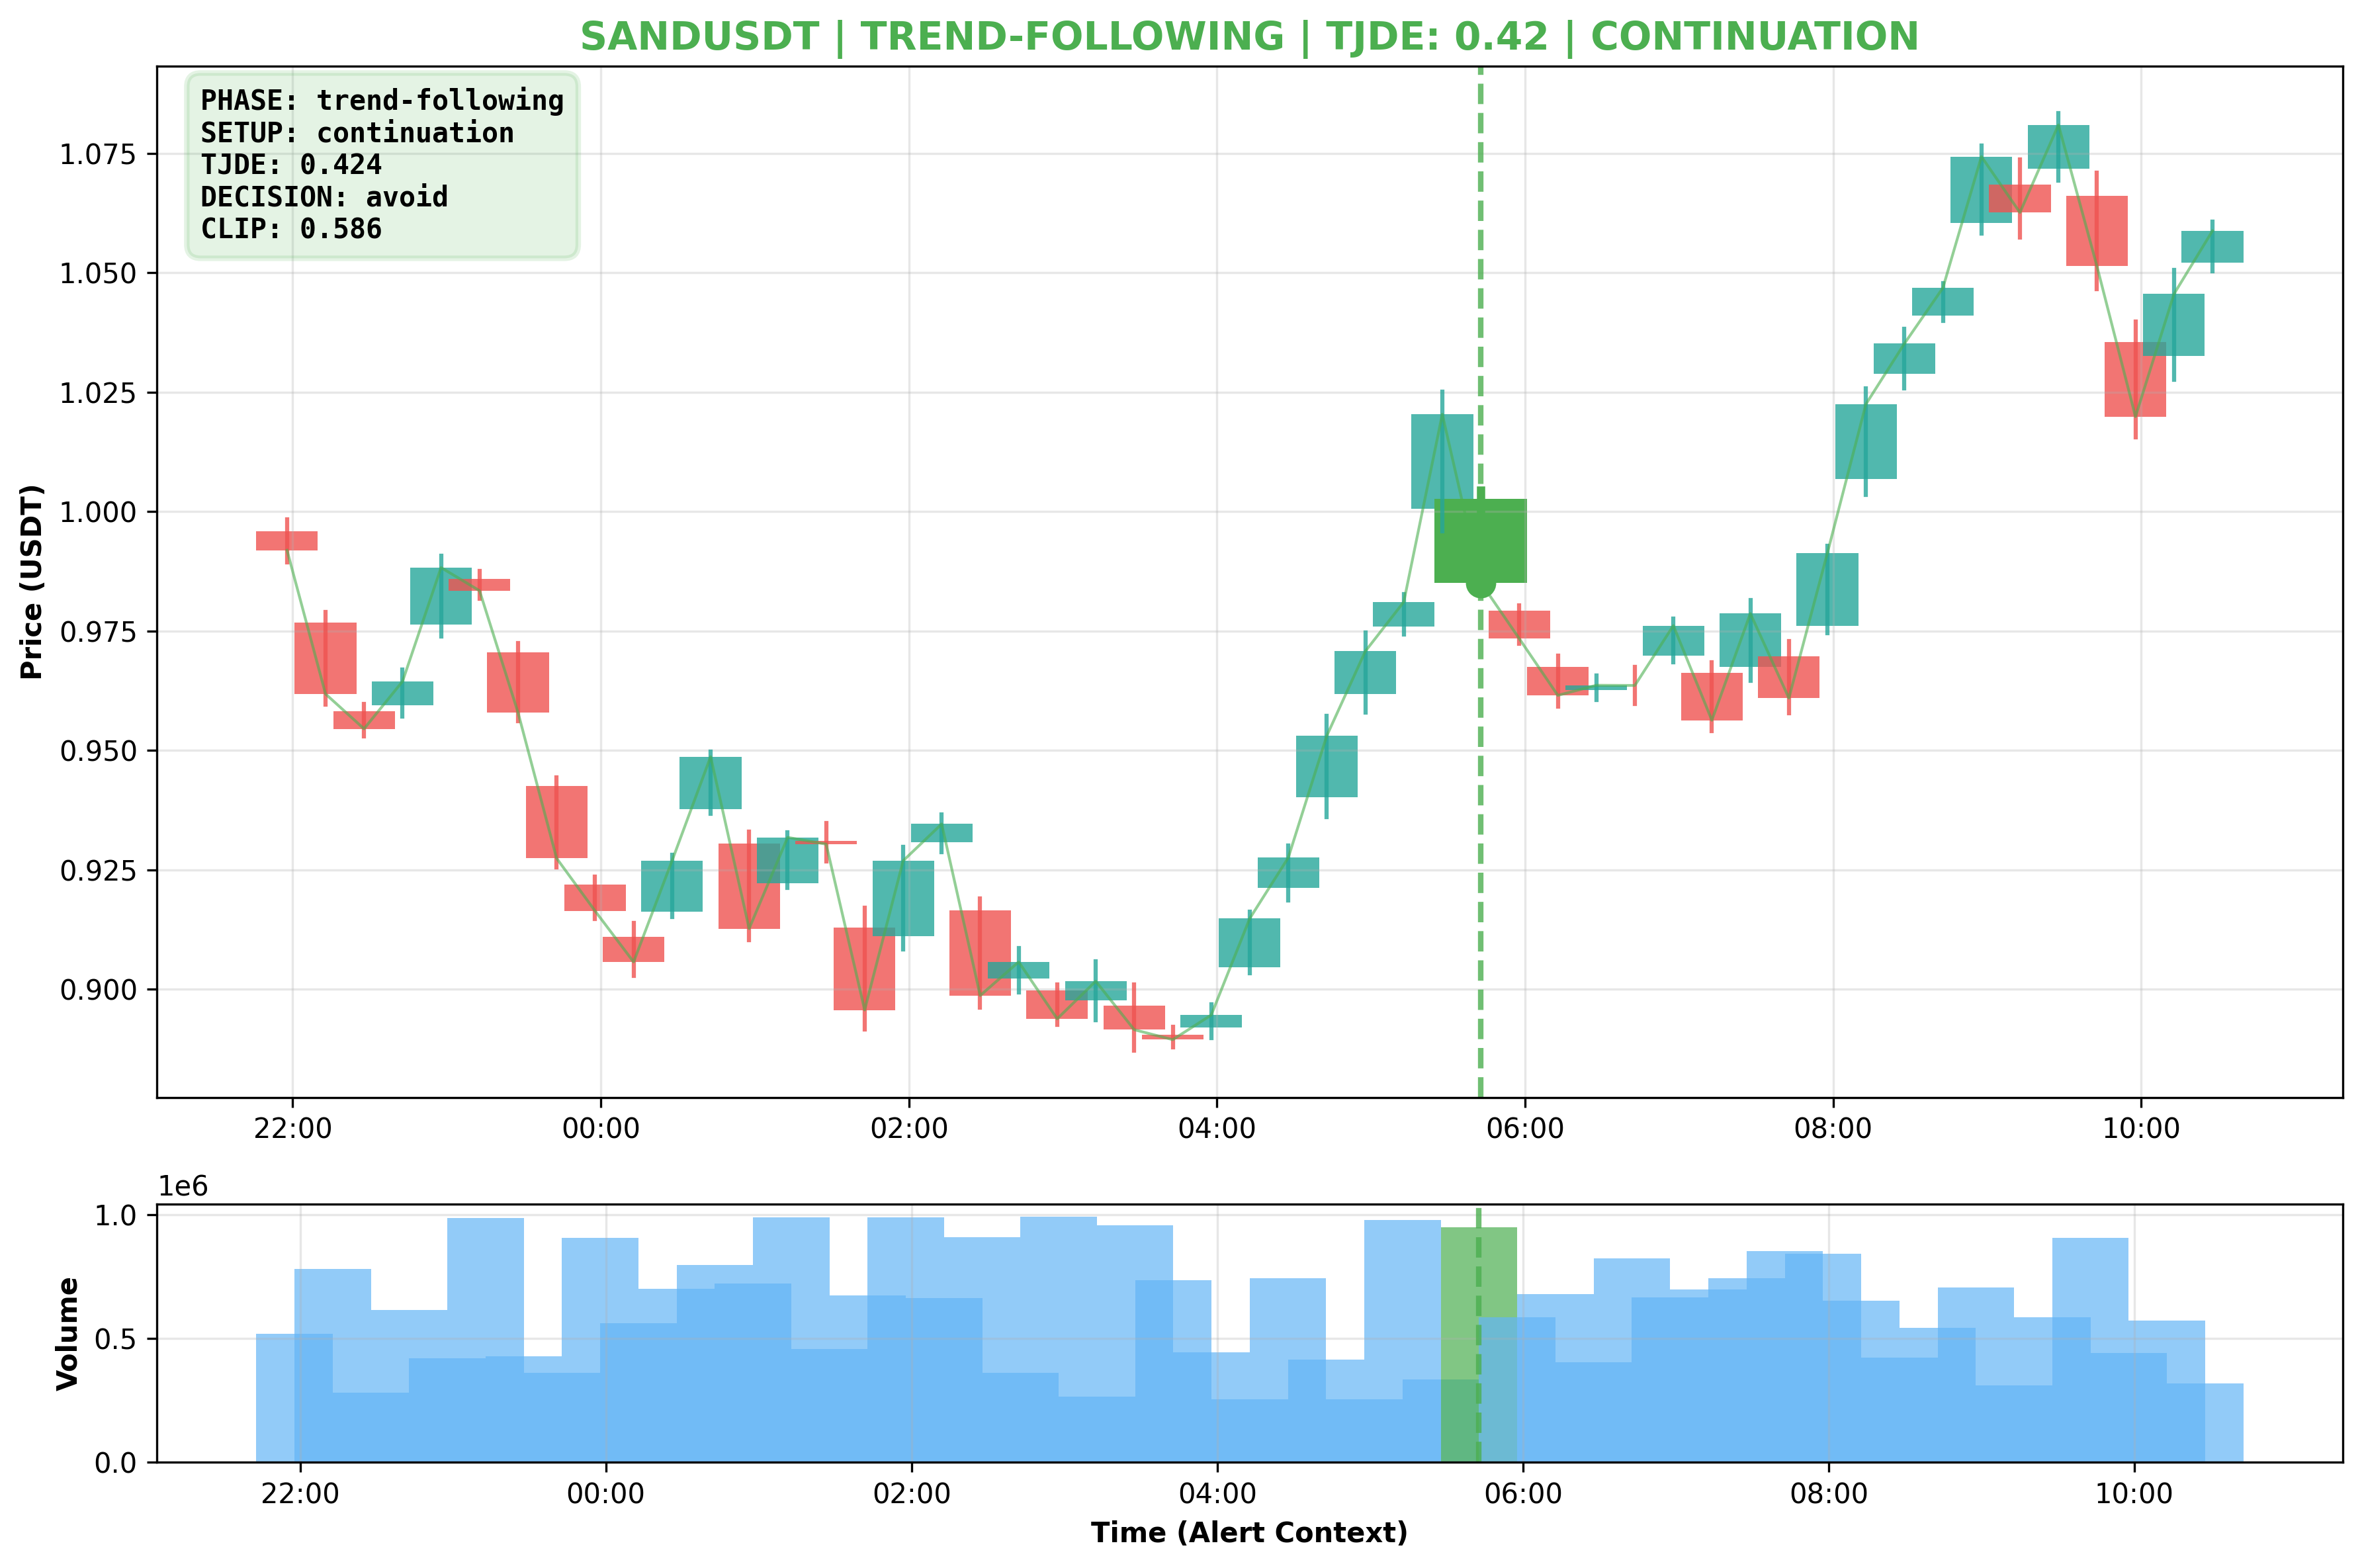 SANDUSDT | TREND-FOLLOWING | TJDE: 0.42 | CONTINUATION
PHASE: trend-following
SETUP: continuation
TJDE: 0.424
DECISION: avoid
CLIP: 0.586
Price (USDT)
1.075
1.050
1.025
1.000
0.975
0.950
0.925
0.900
22:00 00:00 02:00 04:00 06:00 08:00 10:00
1e6
Volume
1.0
0.5
0.0
22:00 00:00 02:00 04:00 06:00 08:00 10:00
Time (Alert Context)